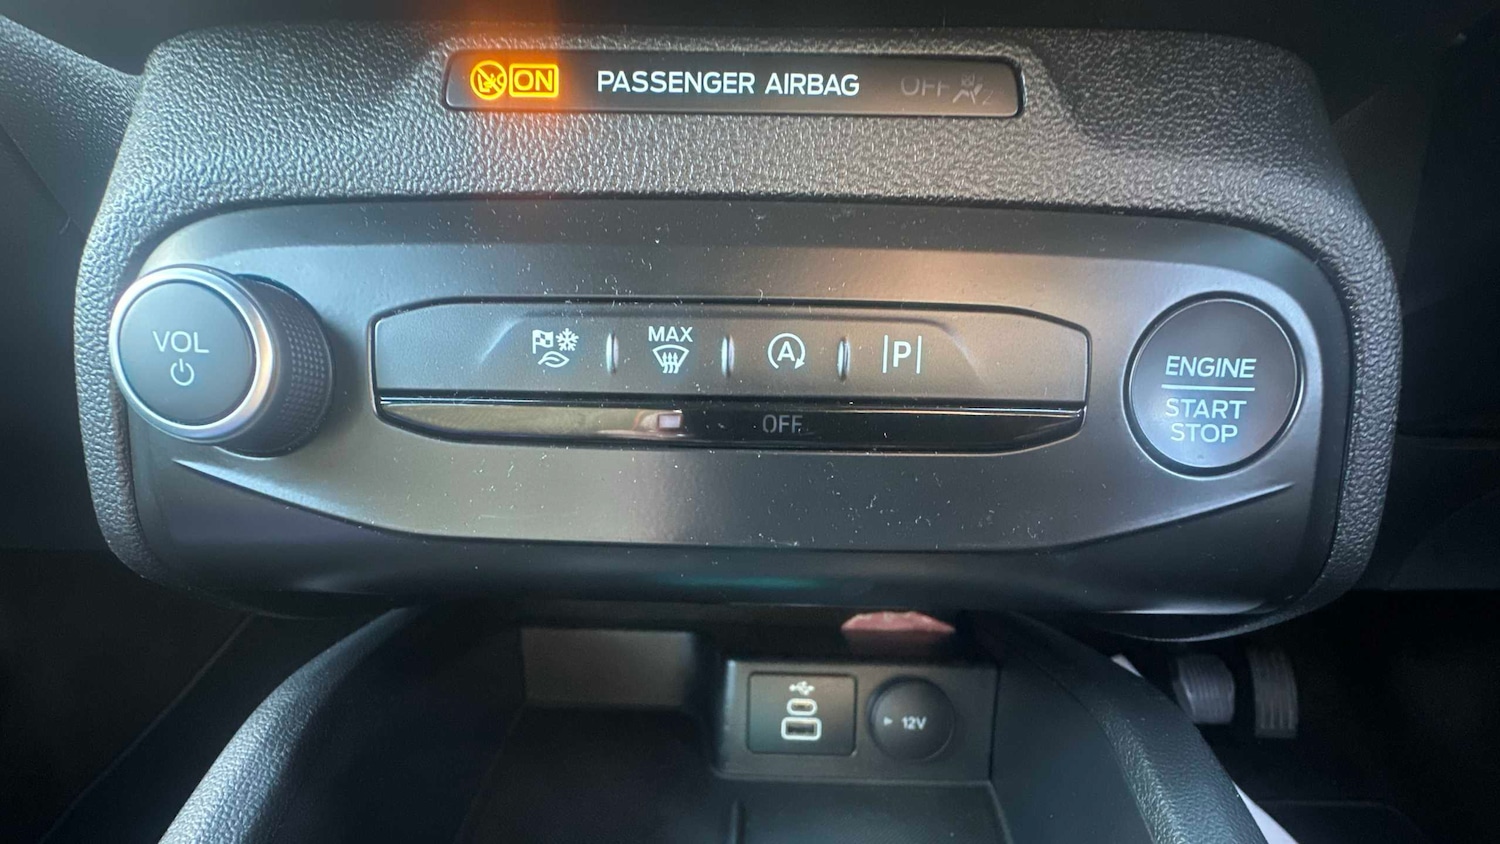 ON PASSENGER AIRBAG OFF
VOL
MAX
A
P
OFF
ENGINE
START
STOP
12V